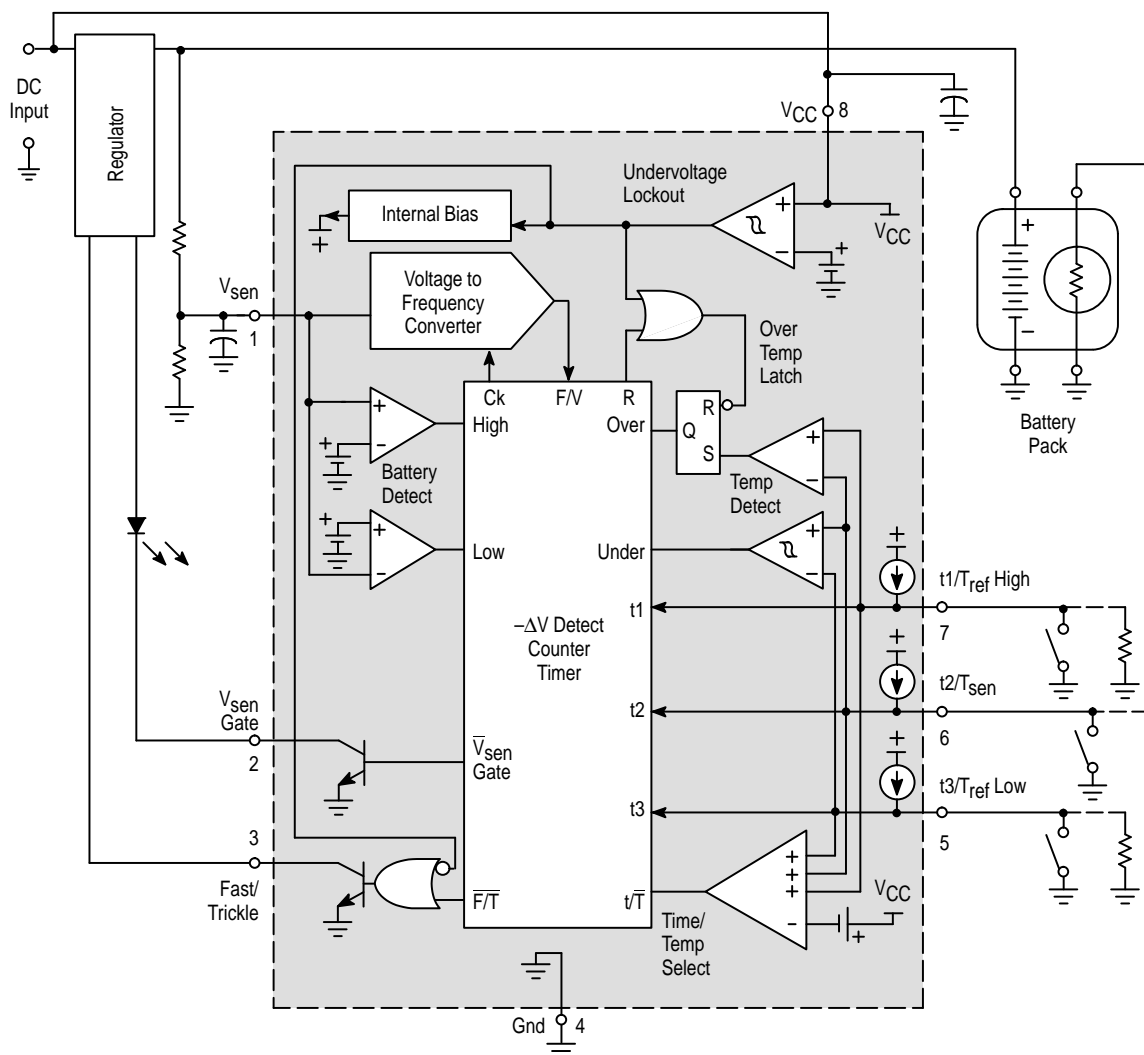 DC
Input
Regulator
VCC
8
Undervoltage
Lockout
Internal Bias
+
+
–
+
VCC
Voltage to
Frequency
Converter
Vsen
1
Over
Temp
Latch
+
–
Battery
Pack
Ck
F/V
R
High
Over
R
Q
S
+
–
+
Battery
Detect
+
–
Temp
Detect
+
+
–
Low
Under
+
–
+
t1/Tref High
t1
7
–ΔV Detect
Counter
Timer
+
t2/Tsen
t2
6
Vsen
Gate
2
V̅sen
Gate
+
t3/Tref Low
t3
5
3
Fast/
Trickle
F̅/̅T̅
t/T̅
+
+
+
–
VCC
+
Time/
Temp
Select
Gnd
4